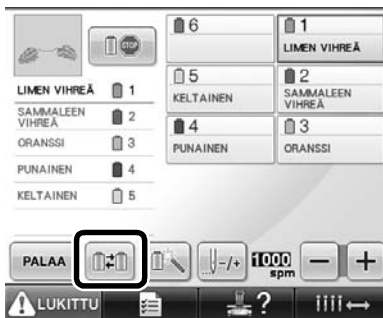 STOP
LIMEN VIHREÄ 1
SAMMALEEN
VIHREÄ 2
ORANSSI 3
PUNAINEN 4
KELTAINEN 5
6
1
LIMEN VIHREÄ
5
KELTAINEN
2
SAMMALEEN
VIHREÄ
4
PUNAINEN
3
ORANSSI
PALAA
-/+
1000
spm
− +
LUKITTU
?